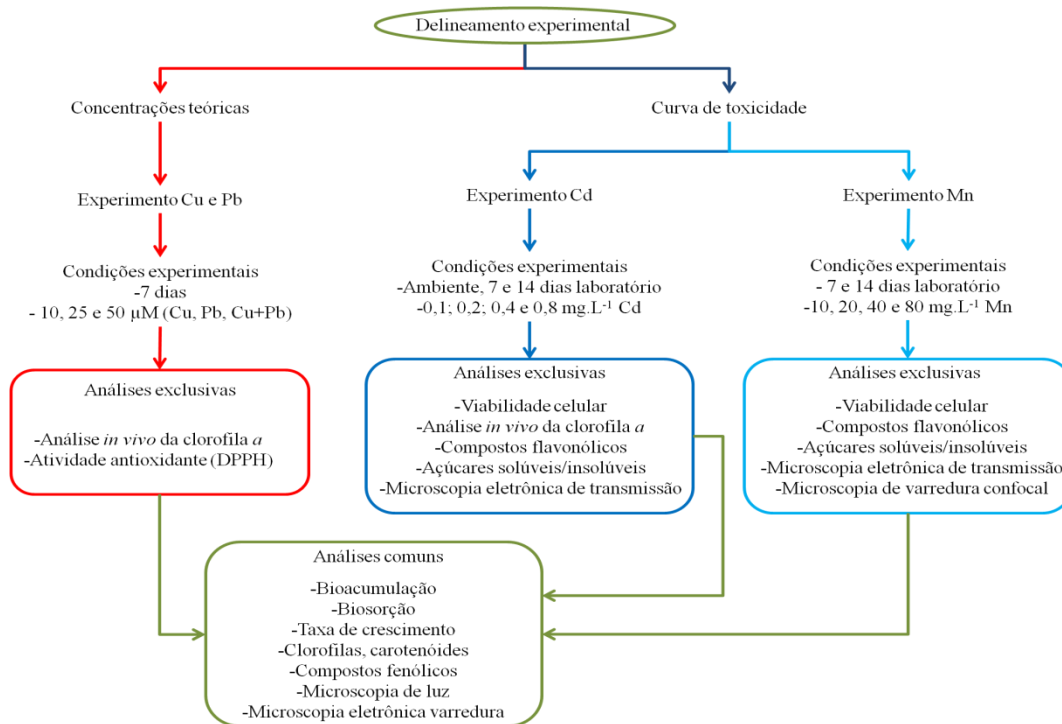 Delineamento experimental
Concentrações teóricas
Curva de toxicidade
Experimento Cu e Pb
Experimento Cd
Experimento Mn
Condições experimentais
-7 dias
- 10, 25 e 50 µM (Cu, Pb, Cu+Pb)
Condições experimentais
-Ambiente, 7 e 14 dias laboratório
-0,1; 0,2; 0,4 e 0,8 mg.L⁻¹ Cd
Condições experimentais
- 7 e 14 dias laboratório
-10, 20, 40 e 80 mg.L⁻¹ Mn
Análises exclusivas
-Análise in vivo da clorofila a
-Atividade antioxidante (DPPH)
Análises exclusivas
-Viabilidade celular
-Análise in vivo da clorofila a
-Compostos flavonólicos
-Açúcares solúveis/insolúveis
-Microscopia eletrônica de transmissão
Análises exclusivas
-Viabilidade celular
-Compostos flavonólicos
-Açúcares solúveis/insolúveis
-Microscopia eletrônica de transmissão
-Microscopia de varredura confocal
Análises comuns
-Bioacumulação
-Biosorção
-Taxa de crescimento
-Clorofilas, carotenóides
-Compostos fenólicos
-Microscopia de luz
-Microscopia eletrônica varredura